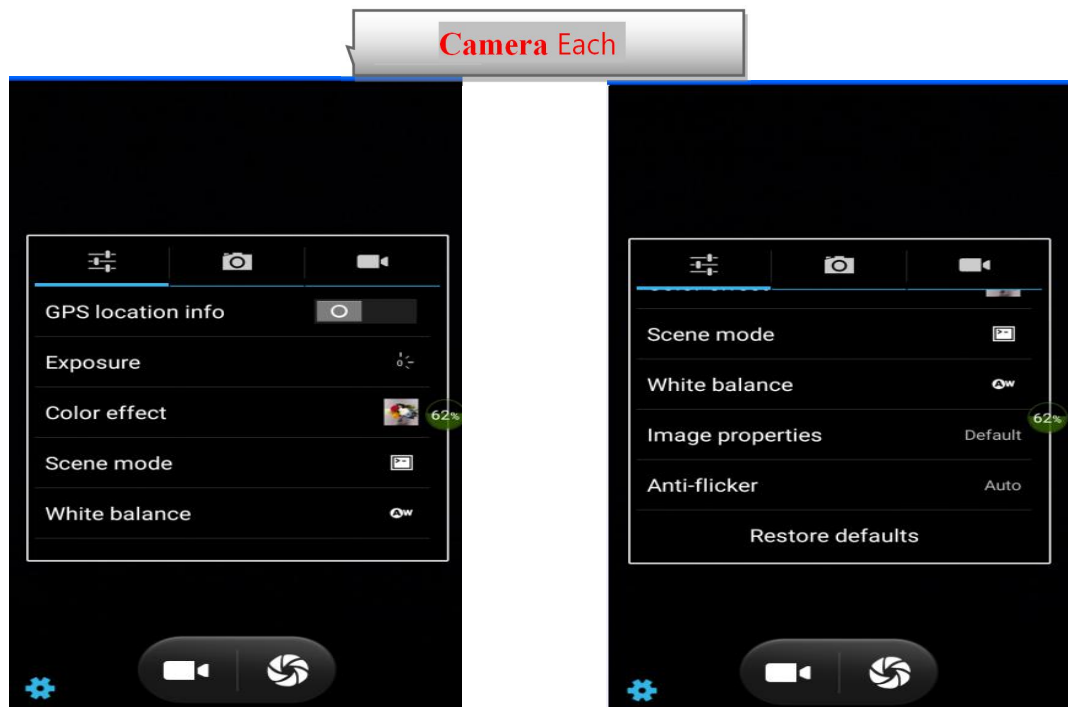 Camera Each
GPS location info
Exposure
Color effect
62%
Scene mode
White balance
Scene mode
White balance
62%
Image properties Default
Anti-flicker Auto
Restore defaults